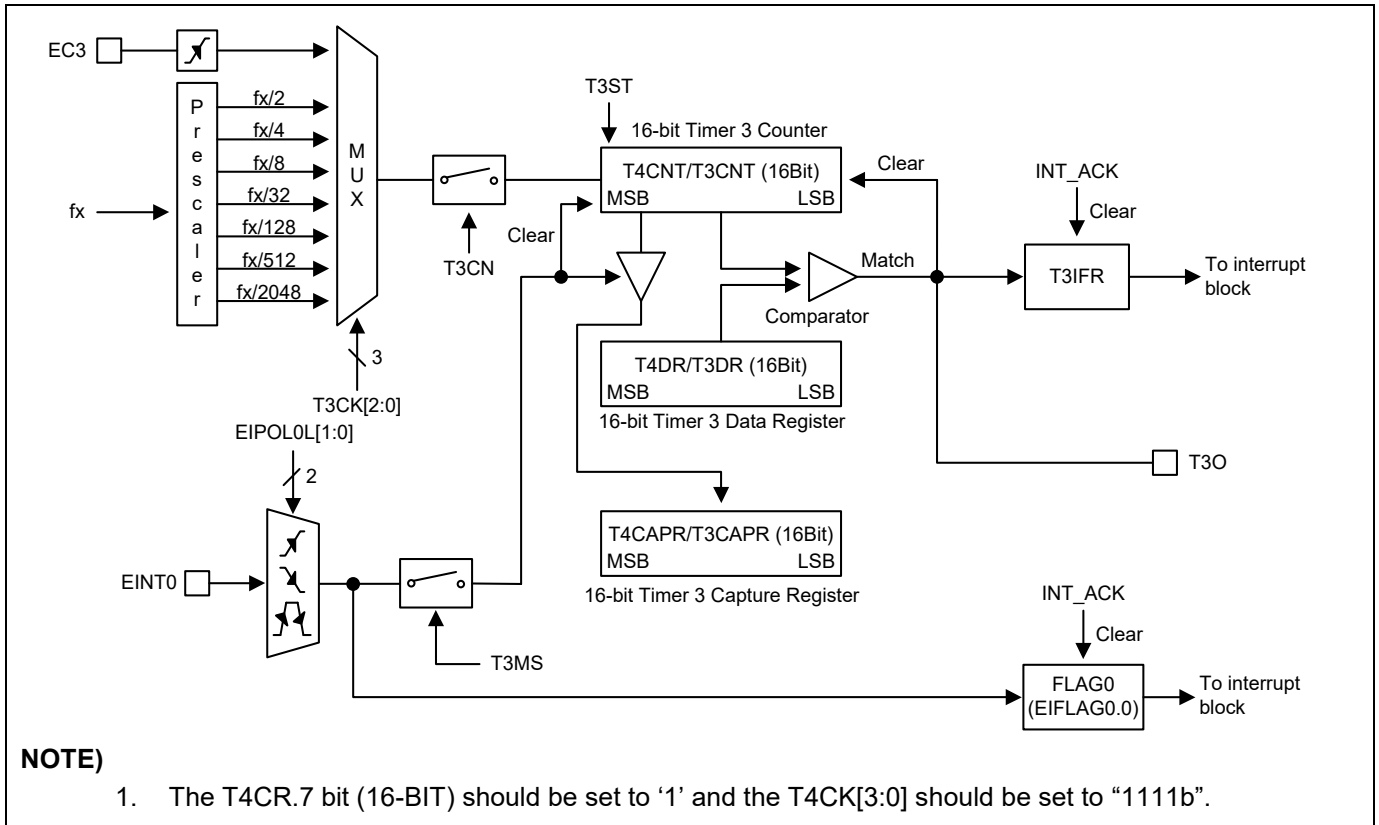 EC3
Prescaler
fx/2
fx/4
fx/8
fx/32
fx/128
fx/512
fx/2048
fx
MUX
3
T3CK[2:0]
T3CN
T3ST
16-bit Timer 3 Counter
T4CNT/T3CNT (16Bit)
MSB LSB
Clear
Clear
Match
Comparator
INT_ACK
Clear
T3IFR
To interrupt
block
T4DR/T3DR (16Bit)
MSB LSB
16-bit Timer 3 Data Register
T3O
EIPOL0L[1:0]
2
EINT0
T3MS
T4CAPR/T3CAPR (16Bit)
MSB LSB
16-bit Timer 3 Capture Register
INT_ACK
Clear
FLAG0
(EIFLAG0.0)
To interrupt
block
NOTE)
1. The T4CR.7 bit (16-BIT) should be set to ‘1’ and the T4CK[3:0] should be set to “1111b”.